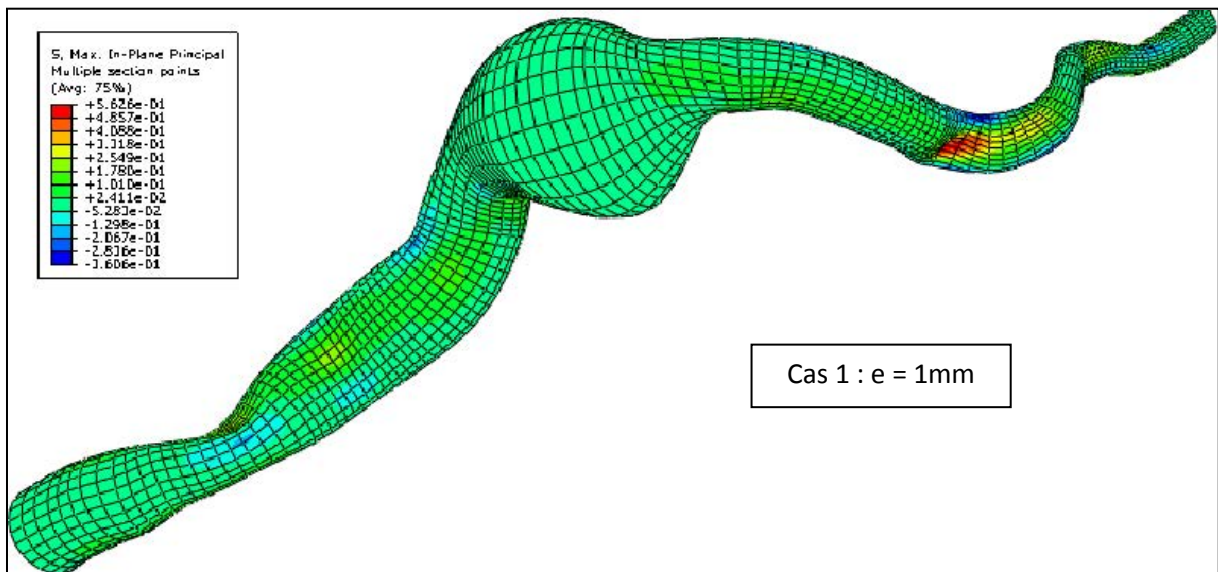 S, Max. In-Plane Principal
Multiple section points
(Avg: 75%)
+5.626e-01
+4.857e-01
+4.088e-01
+3.318e-01
+2.549e-01
+1.780e-01
+1.010e-01
+2.411e-02
-5.283e-02
-1.298e-01
-2.067e-01
-2.836e-01
-3.606e-01
Cas 1 : e = 1mm